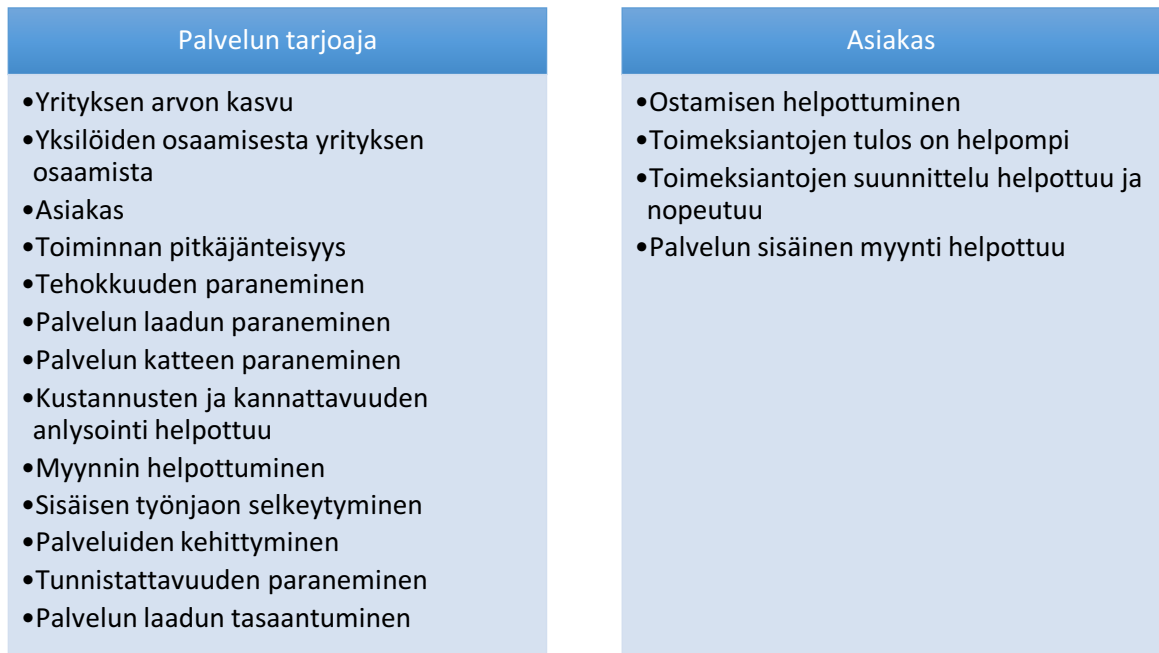 Palvelun tarjoaja
•Yrityksen arvon kasvu
•Yksilöiden osaamisesta yrityksen
osaamista
•Asiakas
•Toiminnan pitkäjänteisyys
•Tehokkuuden paraneminen
•Palvelun laadun paraneminen
•Palvelun katteen paraneminen
•Kustannusten ja kannattavuuden
anlysointi helpottuu
•Myynnin helpottuminen
•Sisäisen työnjaon selkeytyminen
•Palveluiden kehittyminen
•Tunnistattavuuden paraneminen
•Palvelun laadun tasaantuminen
Asiakas
•Ostamisen helpottuminen
•Toimeksiantojen tulos on helpompi
•Toimeksiantojen suunnittelu helpottuu ja
nopeutuu
•Palvelun sisäinen myynti helpottuu